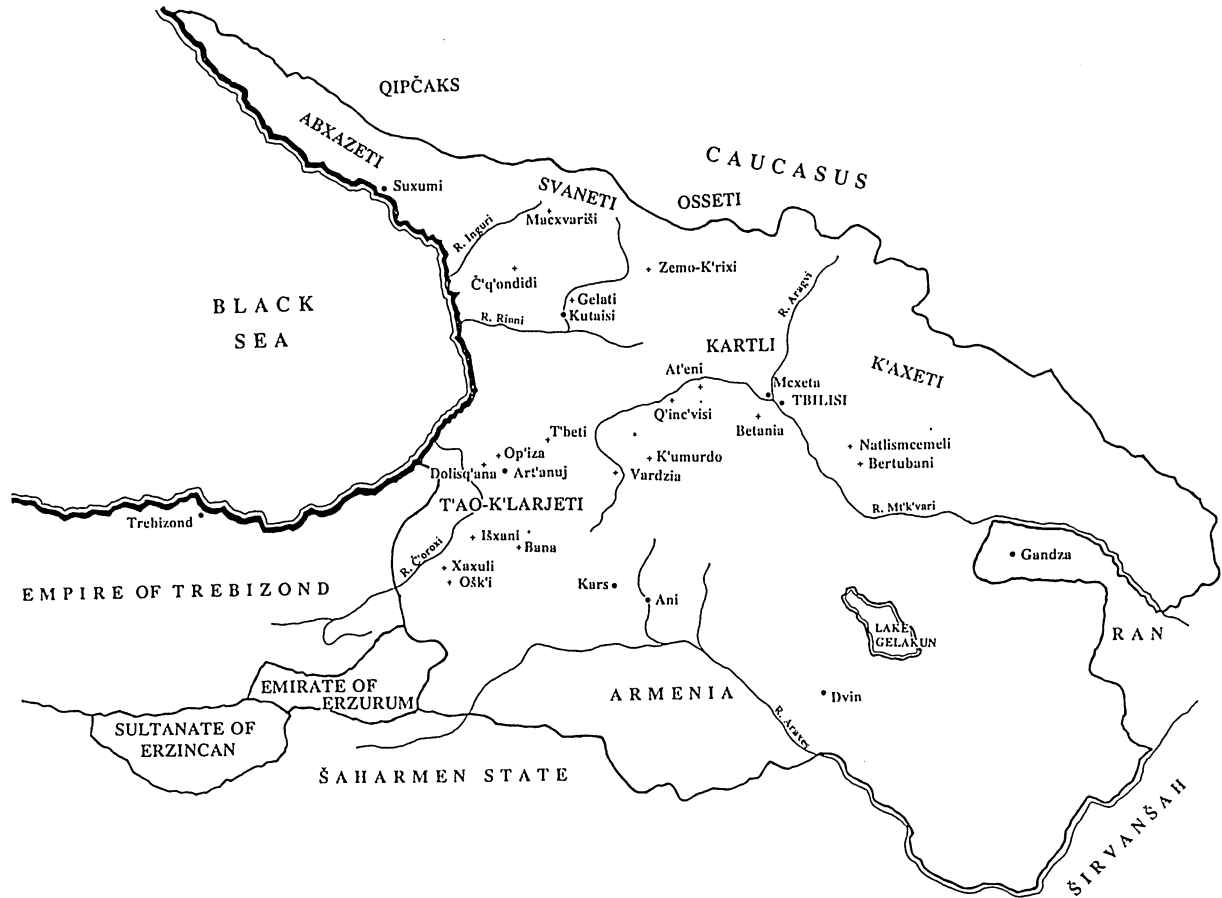 QIPČAKS
ABXAZETI
CAUCASUS
Suxumi
SVANETI
OSSETI
Macxvariši
R. Inguri
Č'q'ondidi
Zemo-K'rixi
R. Aragvi
BLACK
SEA
Gelati
Kutaisi
R. Rioni
KARTLI
At'eni
K'AXETI
Mcxeta
TBILISI
Q'inc'visi
Betania
T'beti
Op'iza
K'umurdo
Natlismcemeli
Bertubani
Dolisq'ana
Art'anuj
Vardzia
T'AO-K'LARJETI
R. Mt'k'vari
Trebizond
Išxani
Bana
R. Č'oroxi
Xaxuli
Ošk'i
Gandza
EMPIRE OF TREBIZOND
Kars
Ani
LAKE
GELAKUN
RAN
EMIRATE OF
ERZURUM
ARMENIA
Dvin
SULTANATE OF
ERZINCAN
R. Araxes
ŠAHARMEN STATE
ŠIRVANŠAH